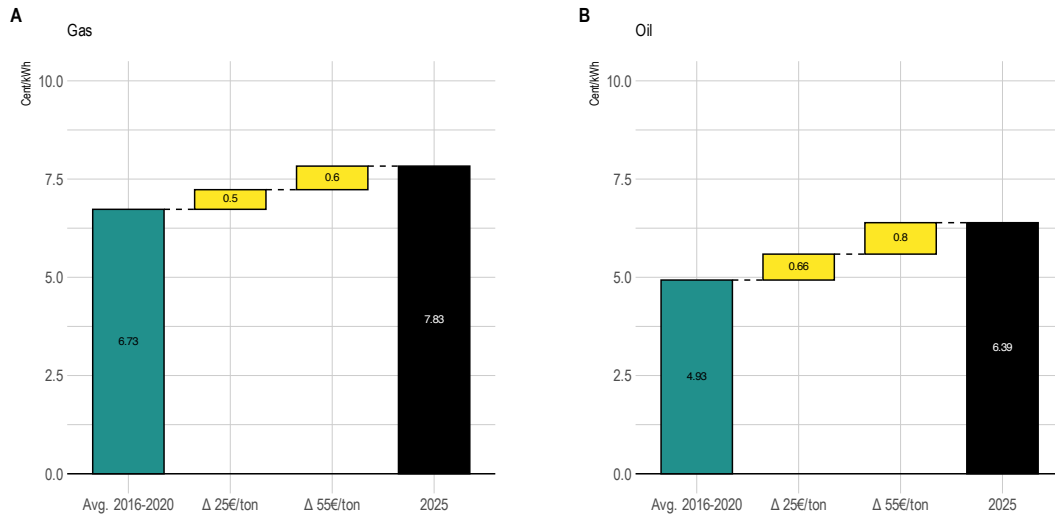 A
Gas
Cent/kWh
10.0
7.5
5.0
2.5
0.0
6.73
0.5
0.6
7.83
Avg. 2016-2020
Δ 25€/ton
Δ 55€/ton
2025
B
Oil
Cent/kWh
10.0
7.5
5.0
2.5
0.0
4.93
0.66
0.8
6.39
Avg. 2016-2020
Δ 25€/ton
Δ 55€/ton
2025